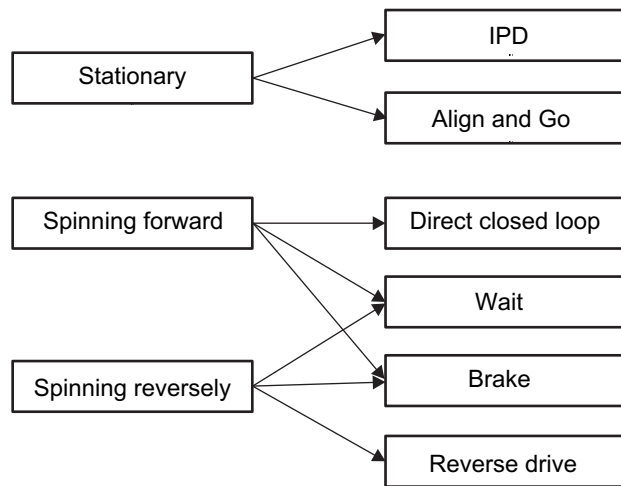 IPD
Stationary
Align and Go
Spinning forward
Direct closed loop
Wait
Spinning reversely
Brake
Reverse drive